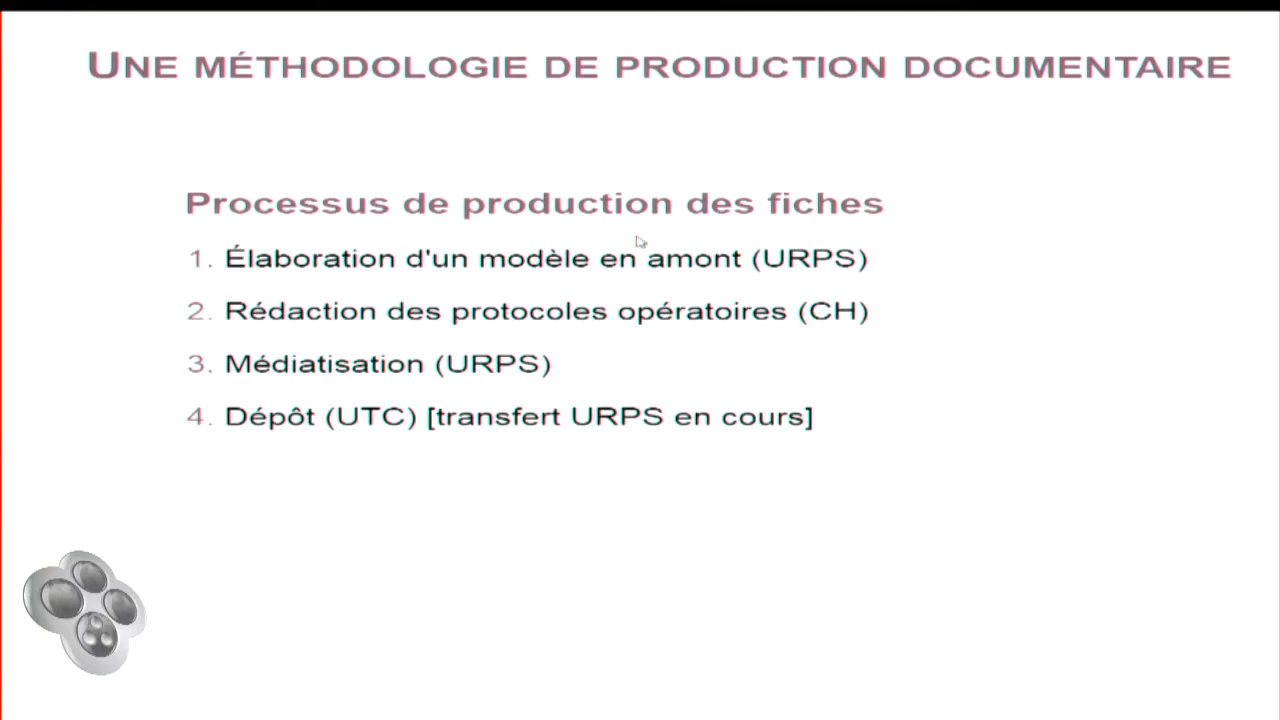 UNE MÉTHODOLOGIE DE PRODUCTION DOCUMENTAIRE
Processus de production des fiches
1. Élaboration d'un modèle en amont (URPS)
2. Rédaction des protocoles opératoires (CH)
3. Médiatisation (URPS)
4. Dépôt (UTC) [transfert URPS en cours]